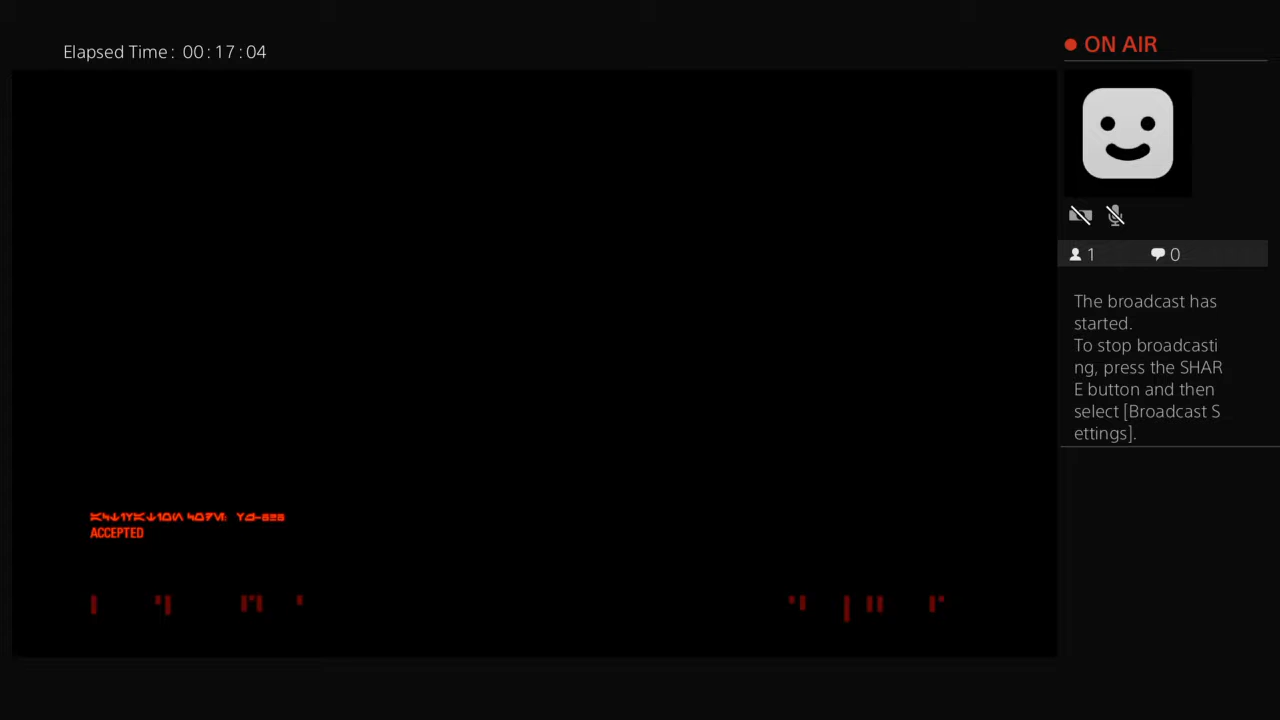 Elapsed Time: 00:17:04
ON AIR
1
0
The broadcast has
started.
To stop broadcasti
ng, press the SHAR
E button and then
select [Broadcast S
ettings].
ACCEPTED